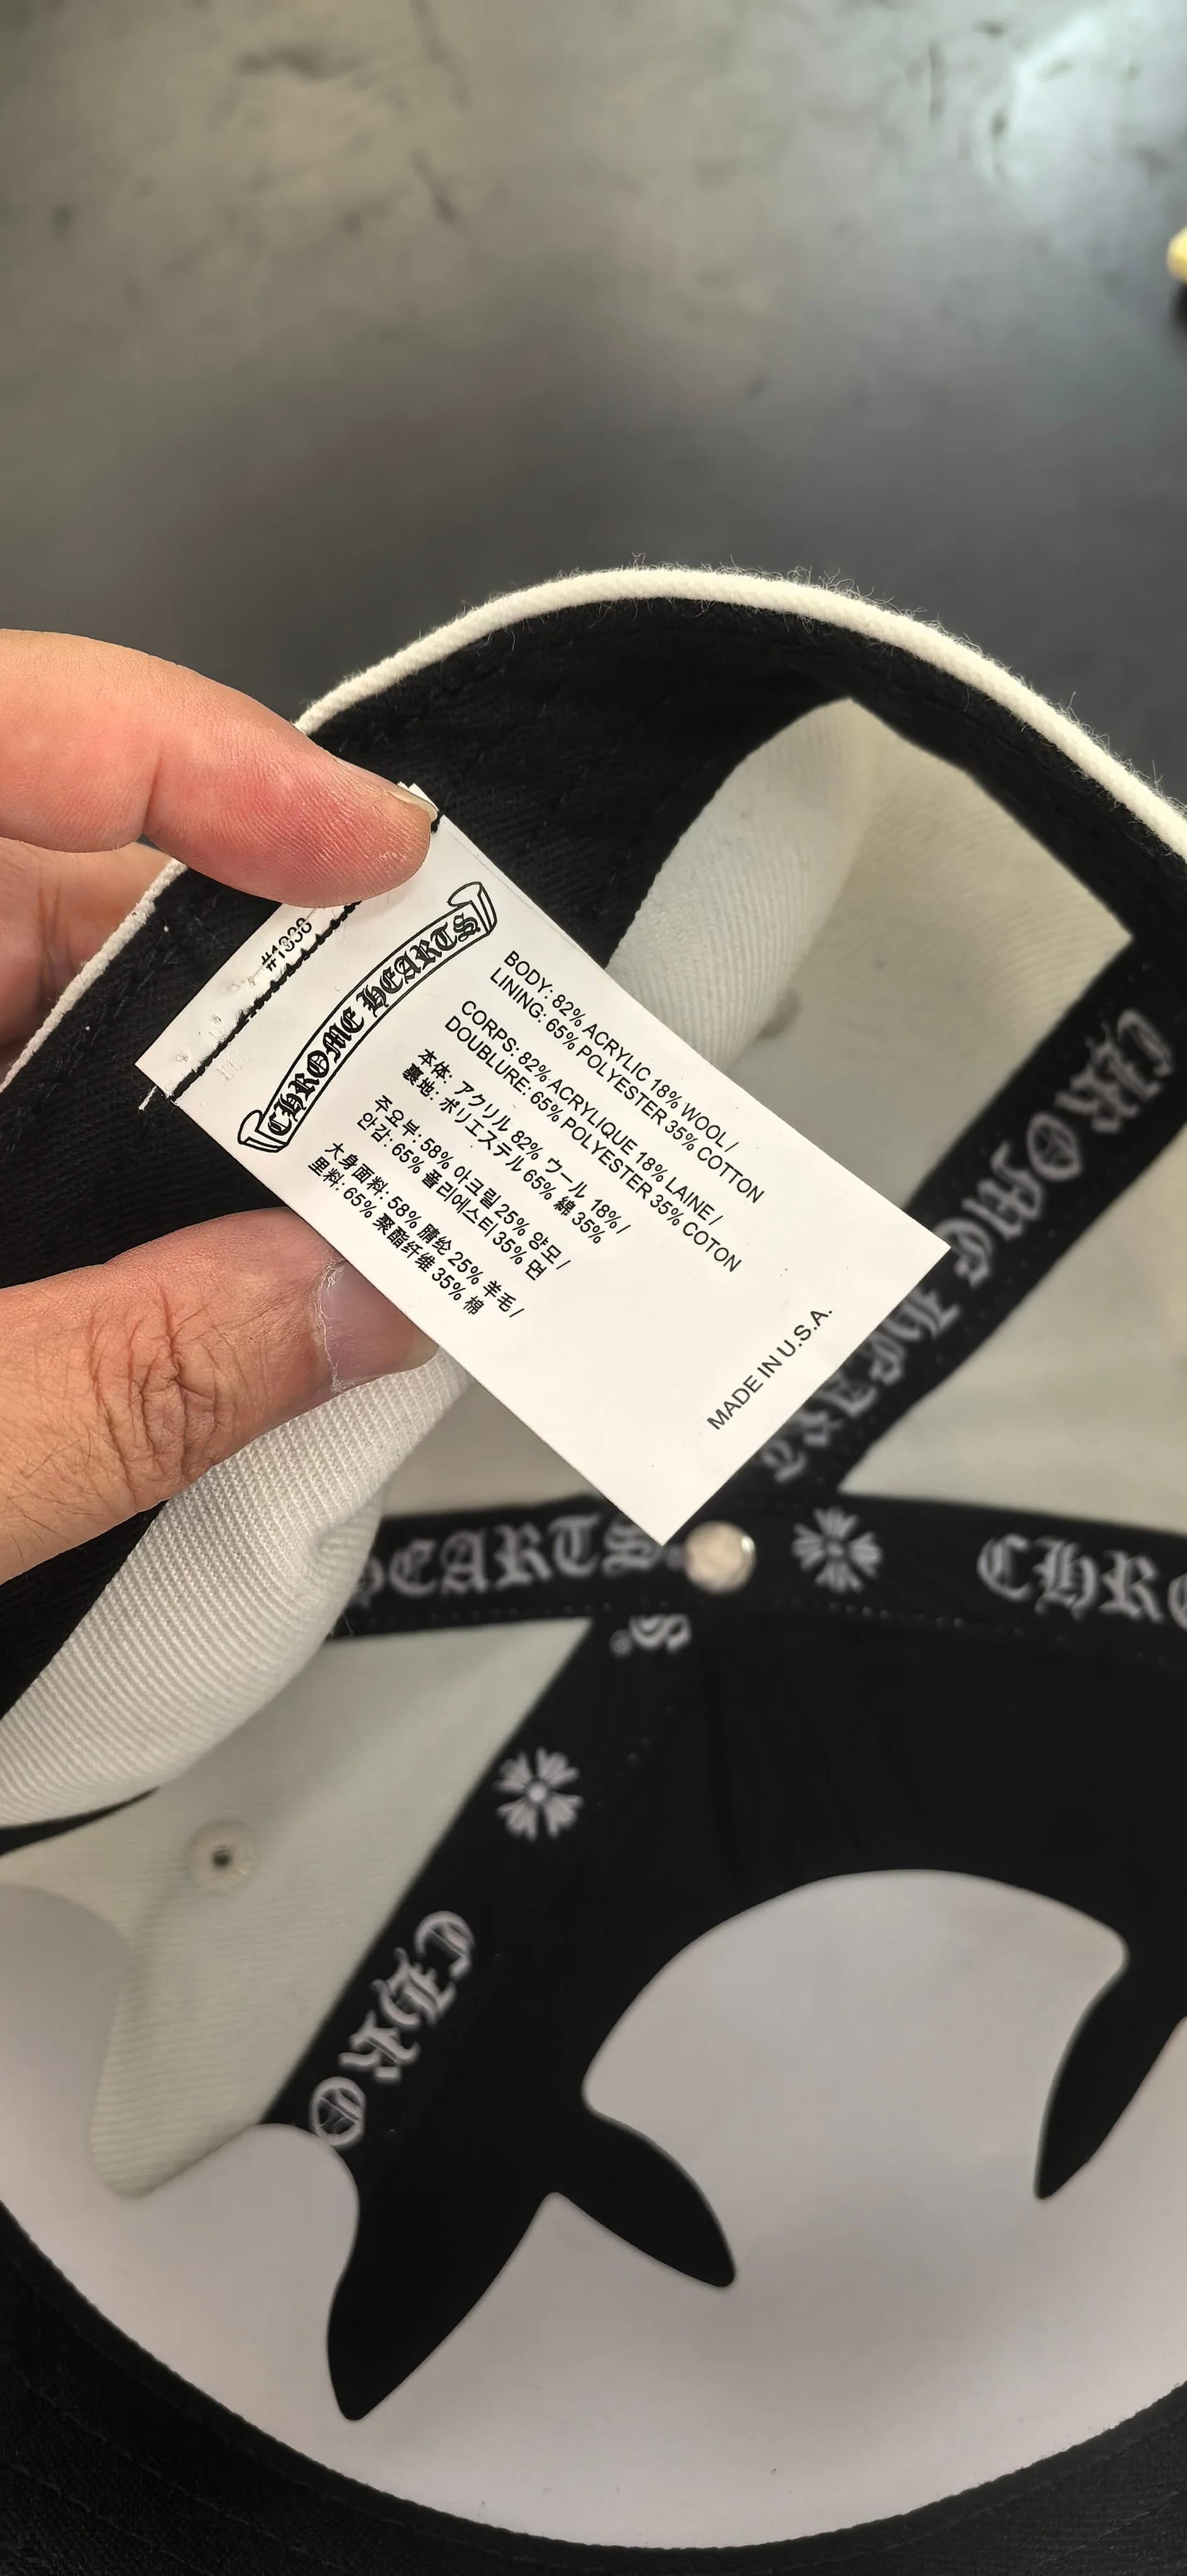 #1338
CHROME HEARTS
BODY: 82% ACRYLIC 18% WOOL /
LINING: 65% POLYESTER 35% COTTON
CORPS: 82% ACRYLIQUE 18% LAINE /
DOUBLURE: 65% POLYESTER 35% COTON
本体: アクリル 82% ウール 18% /
裏地: ポリエステル 65% 綿 35%
주요부: 58% 아크릴 25% 양모 /
안감: 65% 폴리에스터 35% 면
大身面料: 58% 腈纶 25% 羊毛 /
里料: 65% 聚酯纤维 35% 棉
MADE IN U.S.A.
CHROME HEARTS
HEARTS
CHRO
S
CHRO